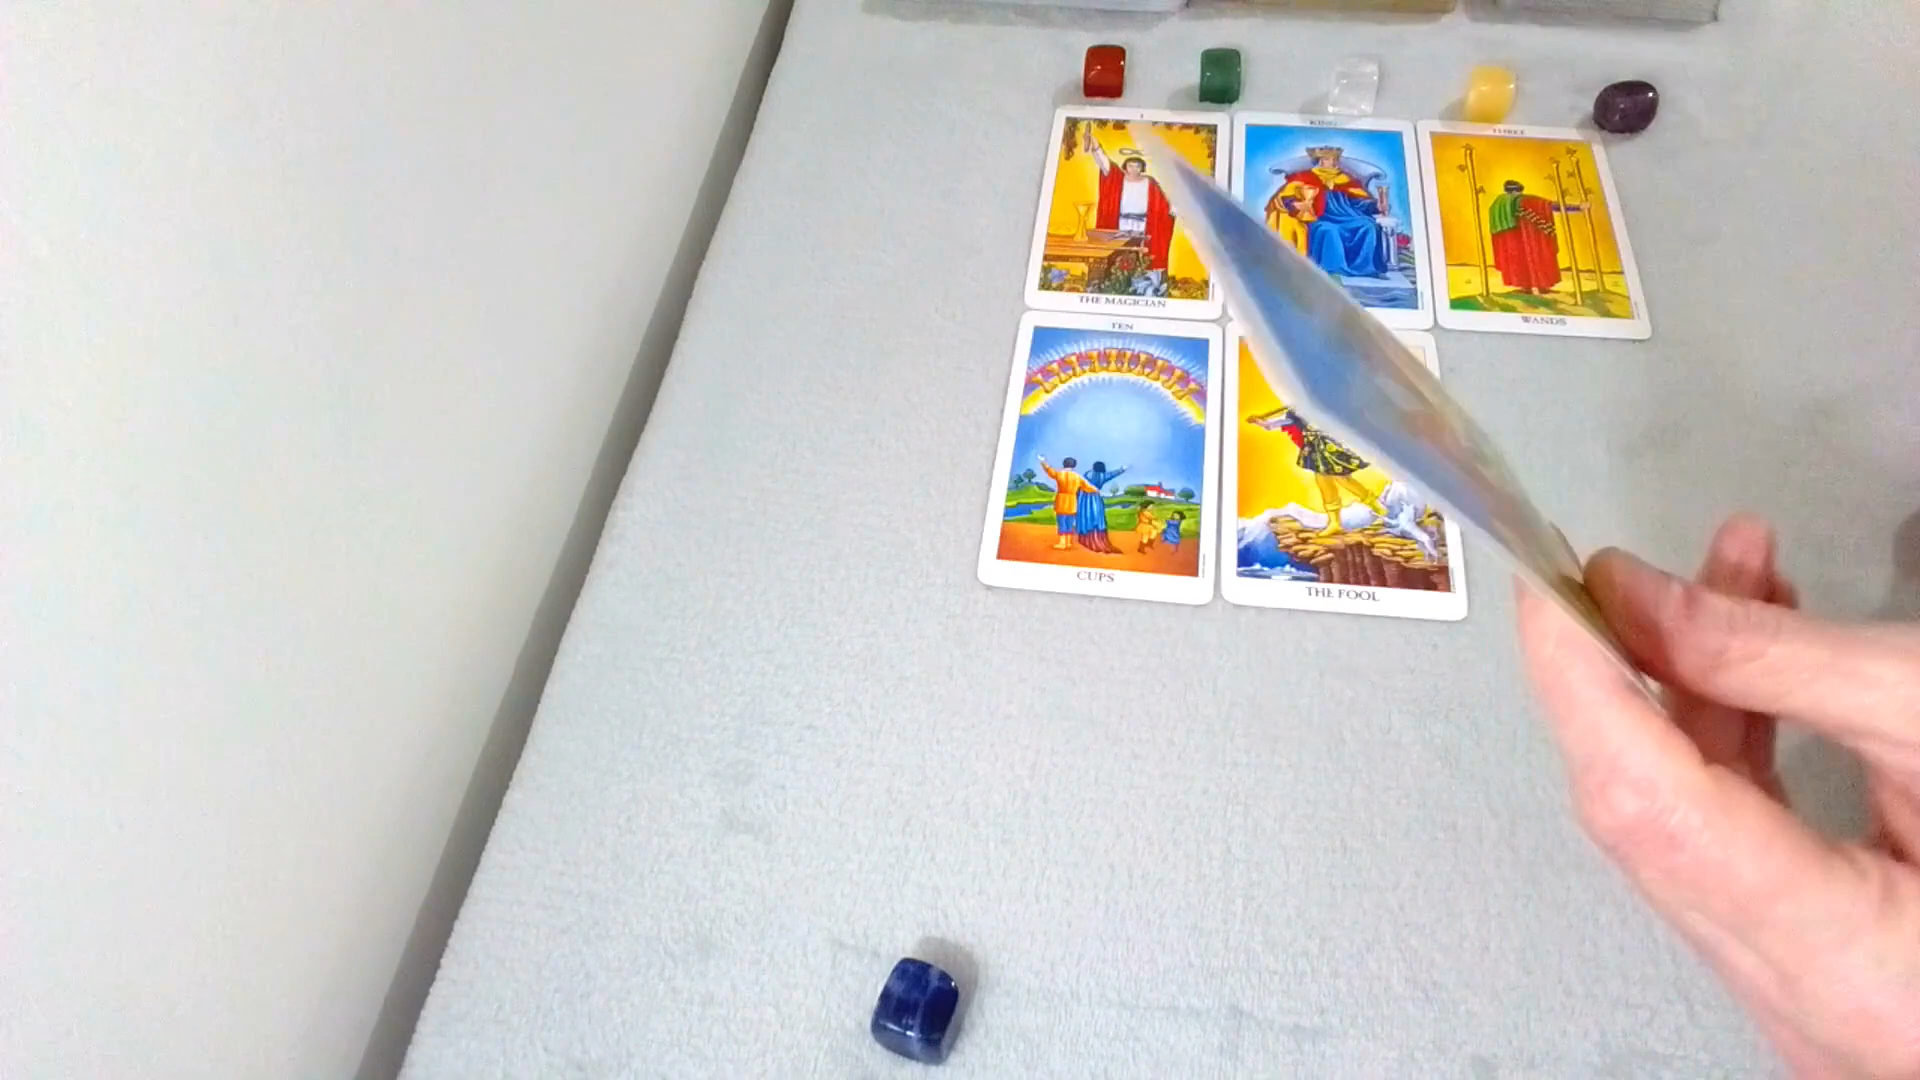 I
KING
THREE
THE MAGICIAN
WANDS
TEN
CUPS
THE FOOL